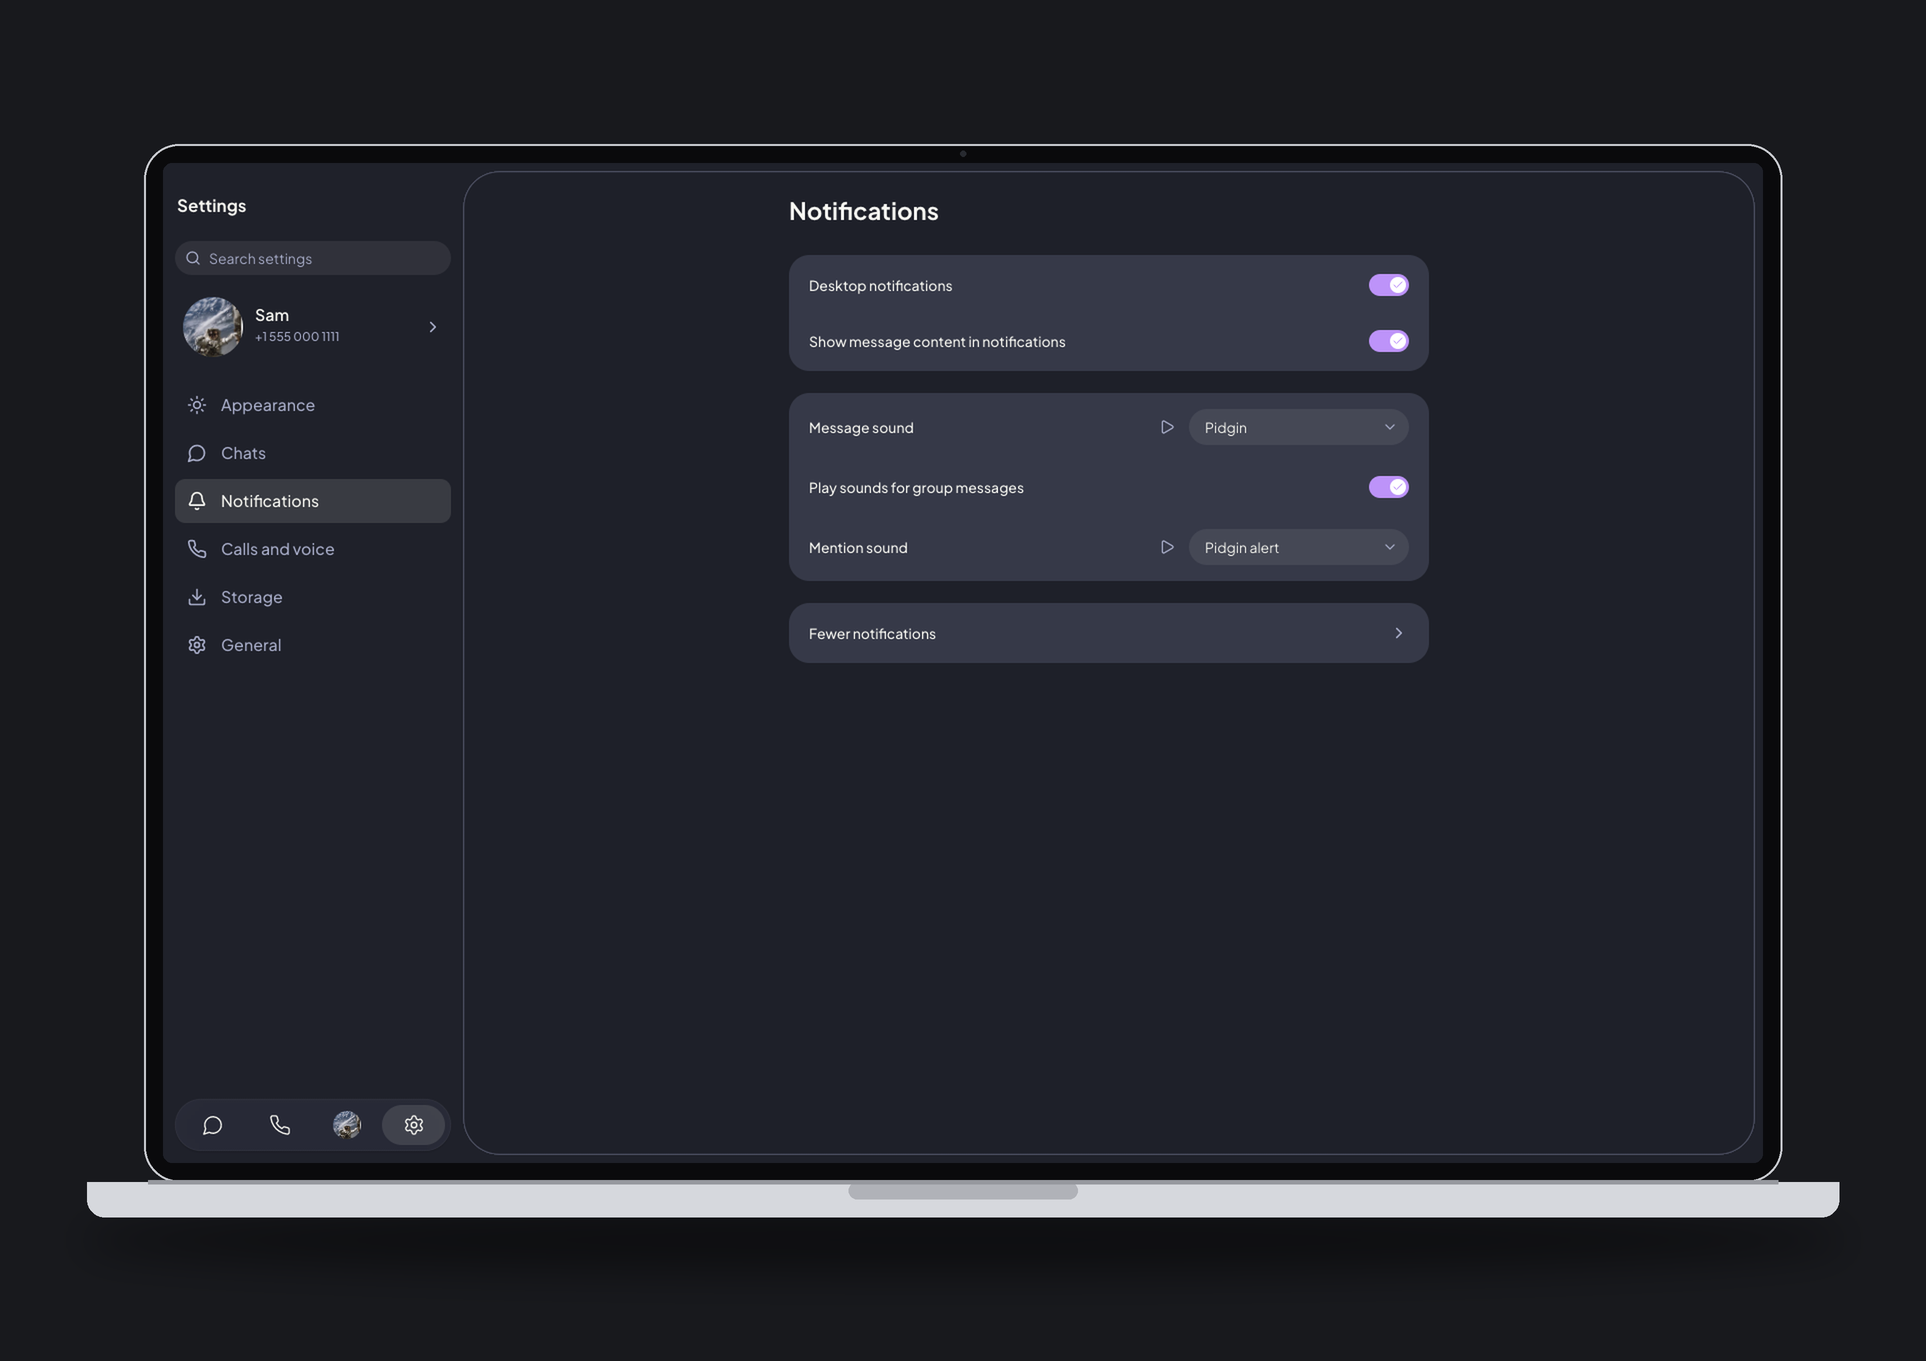 Settings
Search settings
Sam
+1 555 000 1111
Appearance
Chats
Notifications
Calls and voice
Storage
General
Notifications
Desktop notifications
Show message content in notifications
Message sound
Pidgin
Play sounds for group messages
Mention sound
Pidgin alert
Fewer notifications